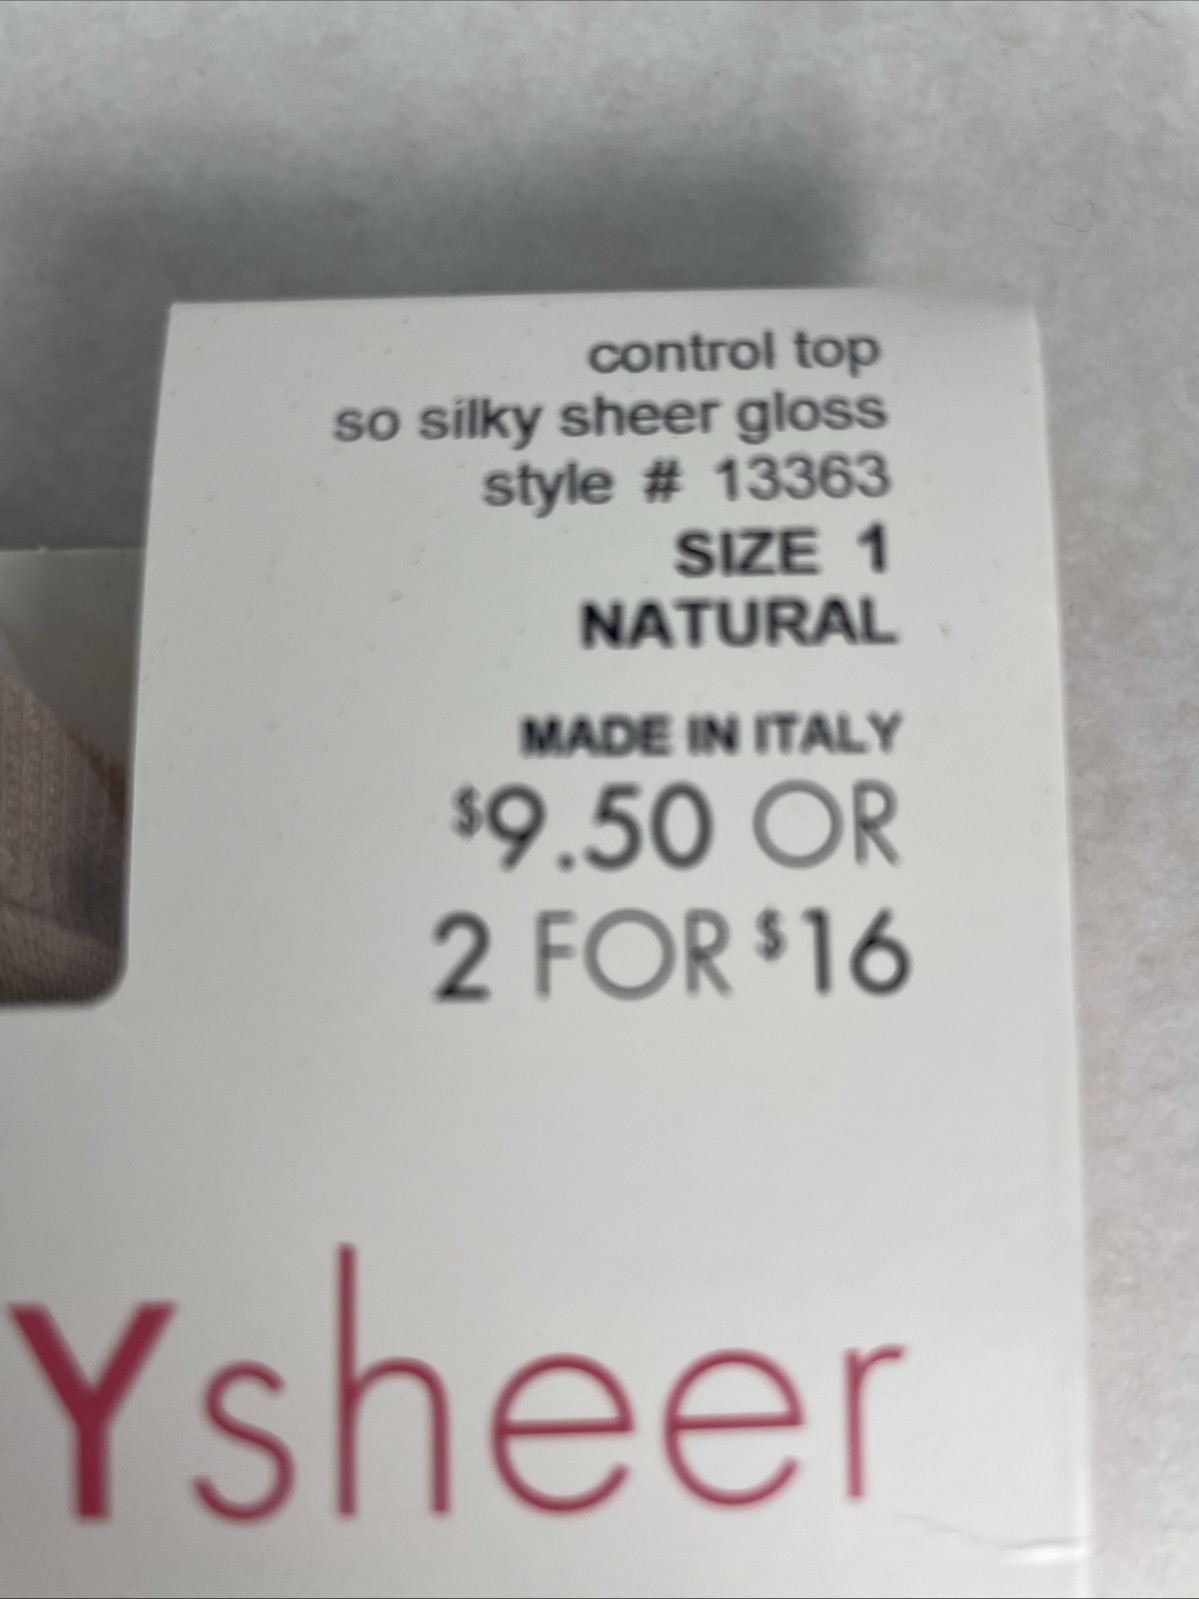 control top
so silky sheer gloss
style # 13363
SIZE 1
NATURAL
MADE IN ITALY
$9.50 OR
2 FOR $16
Ysheer